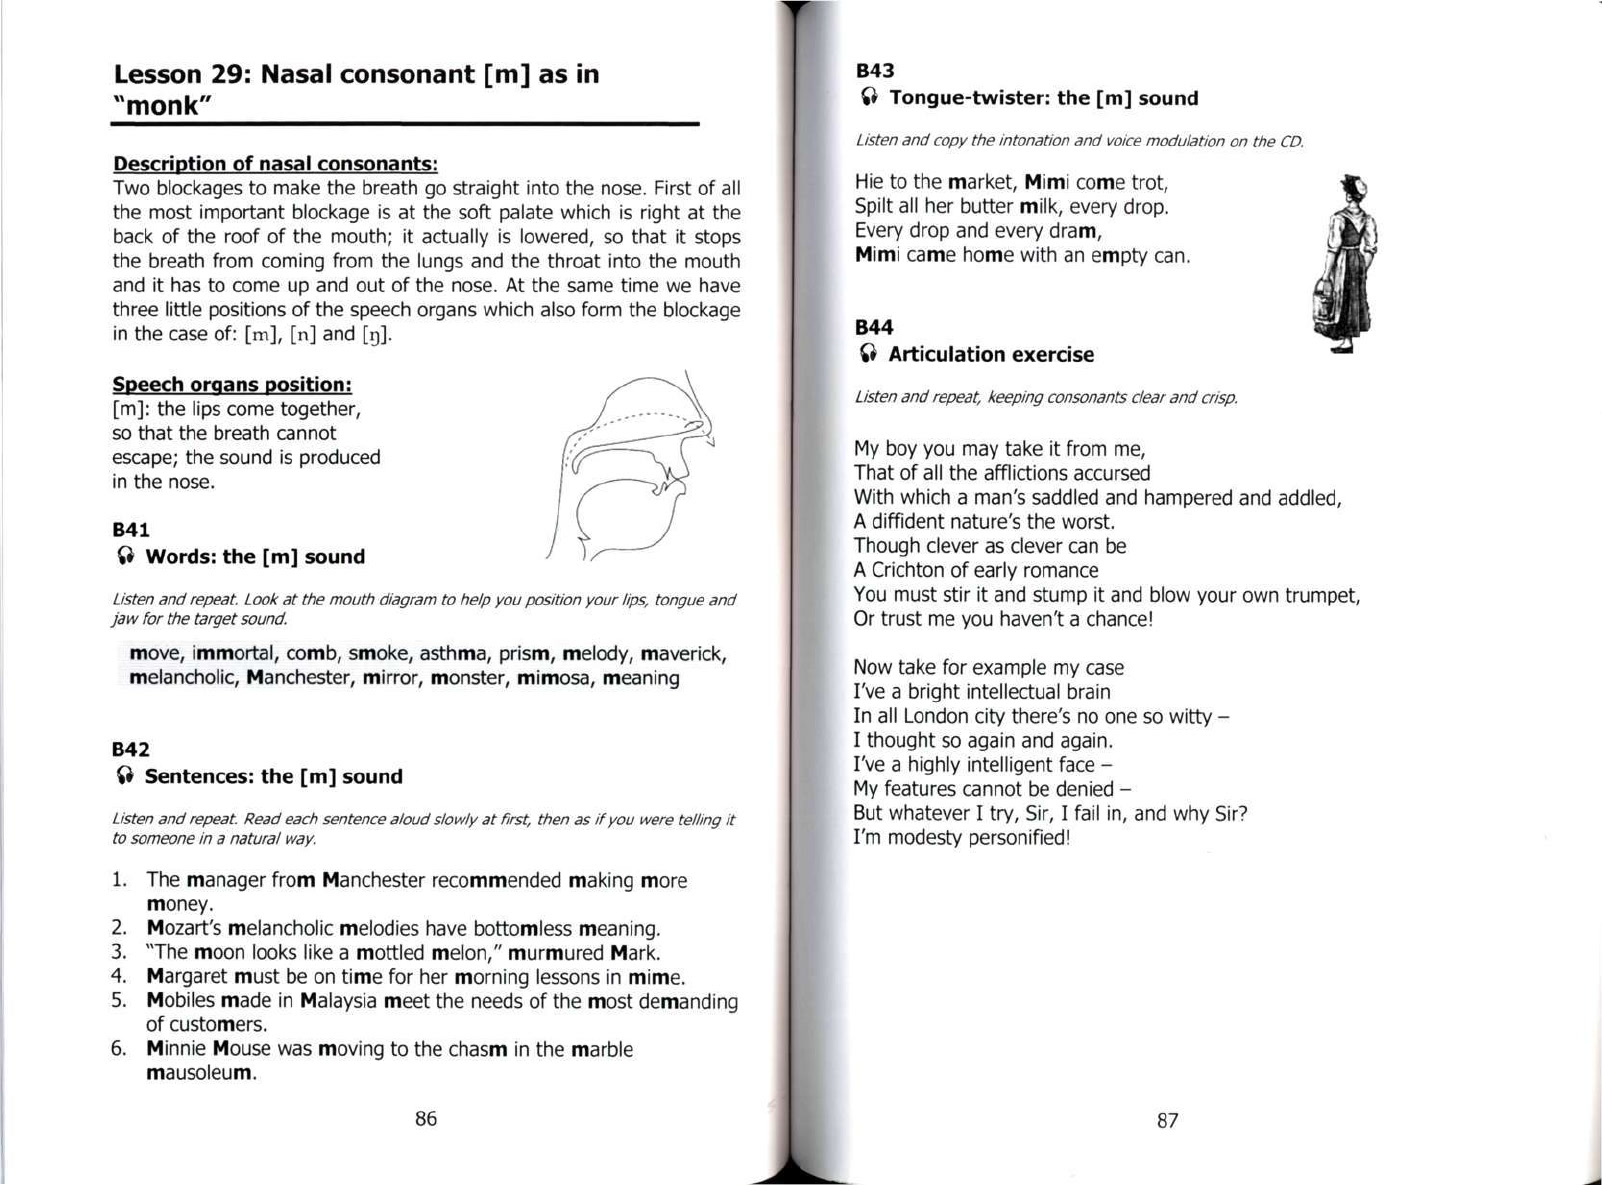 Lesson 29: Nasal consonant [m] as in
"monk"
Description of nasal consonants:
Two blockages to make the breath go straight into the nose. First of all
the most important blockage is at the soft palate which is right at the
back of the roof of the mouth; it actually is lowered, so that it stops
the breath from coming from the lungs and the throat into the mouth
and it has to come up and out of the nose. At the same time we have
three little positions of the speech organs which also form the blockage
in the case of: [m], [n] and [ŋ].
Speech organs position:
[m]: the lips come together,
so that the breath cannot
escape; the sound is produced
in the nose.
B41
Words: the [m] sound
Listen and repeat. Look at the mouth diagram to help you position your lips, tongue and
jaw for the target sound.
move, immortal, comb, smoke, asthma, prism, melody, maverick,
melancholic, Manchester, mirror, monster, mimosa, meaning
B42
Sentences: the [m] sound
Listen and repeat. Read each sentence aloud slowly at first, then as if you were telling it
to someone in a natural way.
1. The manager from Manchester recommended making more
money.
2. Mozart's melancholic melodies have bottomless meaning.
3. "The moon looks like a mottled melon," murmured Mark.
4. Margaret must be on time for her morning lessons in mime.
5. Mobiles made in Malaysia meet the needs of the most demanding
of customers.
6. Minnie Mouse was moving to the chasm in the marble
mausoleum.
86
B43
Tongue-twister: the [m] sound
Listen and copy the intonation and voice modulation on the CD.
Hie to the market, Mimi come trot,
Spilt all her butter milk, every drop.
Every drop and every dram,
Mimi came home with an empty can.
B44
Articulation exercise
Listen and repeat, keeping consonants clear and crisp.
My boy you may take it from me,
That of all the afflictions accursed
With which a man's saddled and hampered and addled,
A diffident nature's the worst.
Though clever as clever can be
A Crichton of early romance
You must stir it and stump it and blow your own trumpet,
Or trust me you haven't a chance!
Now take for example my case
I've a bright intellectual brain
In all London city there's no one so witty –
I thought so again and again.
I've a highly intelligent face –
My features cannot be denied –
But whatever I try, Sir, I fail in, and why Sir?
I'm modesty personified!
87